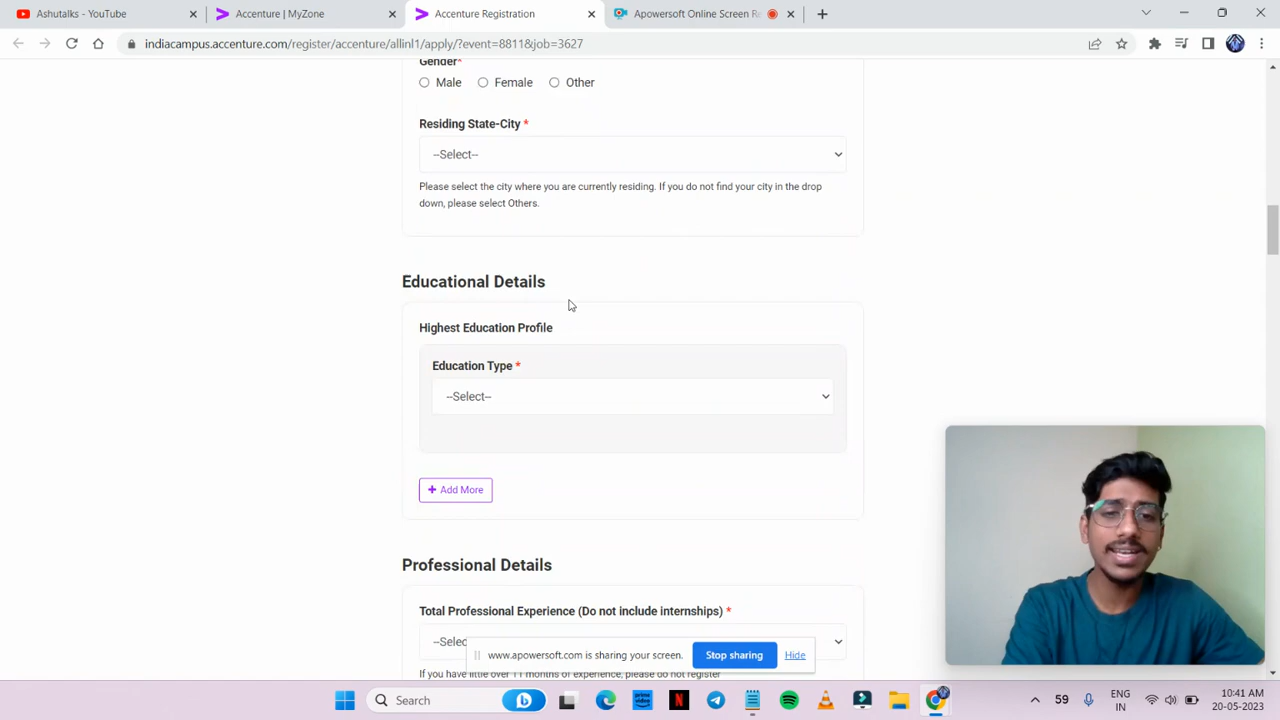 Ashutalks - YouTube
Accenture | MyZone
Accenture Registration
Apowersoft Online Screen Re
indiacampus.accenture.com/register/accenture/allinl1/apply/?event=8811&job=3627
Gender*
Male
Female
Other
Residing State-City *
--Select--
Please select the city where you are currently residing. If you do not find your city in the drop
down, please select Others.
Educational Details
Highest Education Profile
Education Type *
--Select--
+ Add More
Professional Details
Total Professional Experience (Do not include internships) *
--Selec
www.apowersoft.com is sharing your screen.
Stop sharing
Hide
If you have little over 11 months of experience, please do not register
Search
59
ENG
IN
10:41 AM
20-05-2023